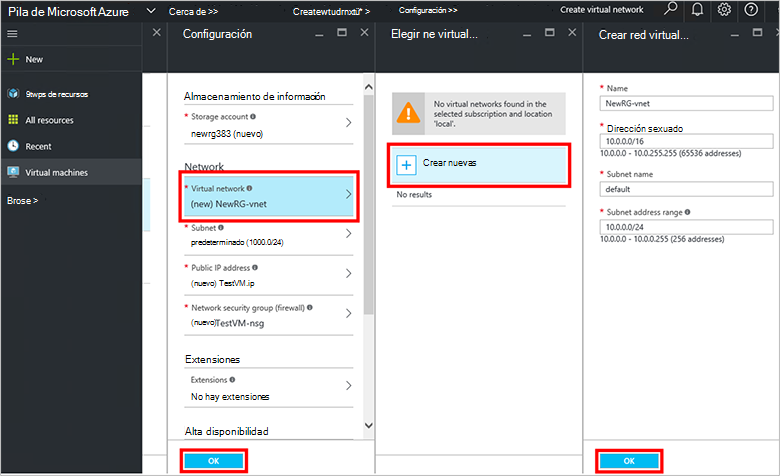 Pila de Microsoft Azure
Cerca de >>
Createwtudrnxtü* >
Configuración >>
Create virtual network
New
9twps de recursos
All resources
Recent
Virtual machines
Brose >
Configuración
Almacenamiento de información
* Storage account
newrg383 (nuevo)
Network
* Virtual network
(new) NewRG-vnet
* Subnet
predeterminado (1000.0/24)
* Public IP address
(nuevo) TestVM.ip
* Network security group (firewall)
(nuevo)TestVM-nsg
Extensiones
Extensions
No hay extensiones
Alta disponibilidad
OK
Elegir ne virtual...
No virtual networks found in the
selected subscription and location
'local'.
Crear nuevas
No results
Crear red virtual...
* Name
NewRG-vnet
* Dirección sexuado
10.0.0.0/16
10.0.0.0 - 10.0.255.255 (65536 addresses)
* Subnet name
default
* Subnet address range
10.0.0.0/24
10.0.0.0 - 10.0.0.255 (256 addresses)
OK